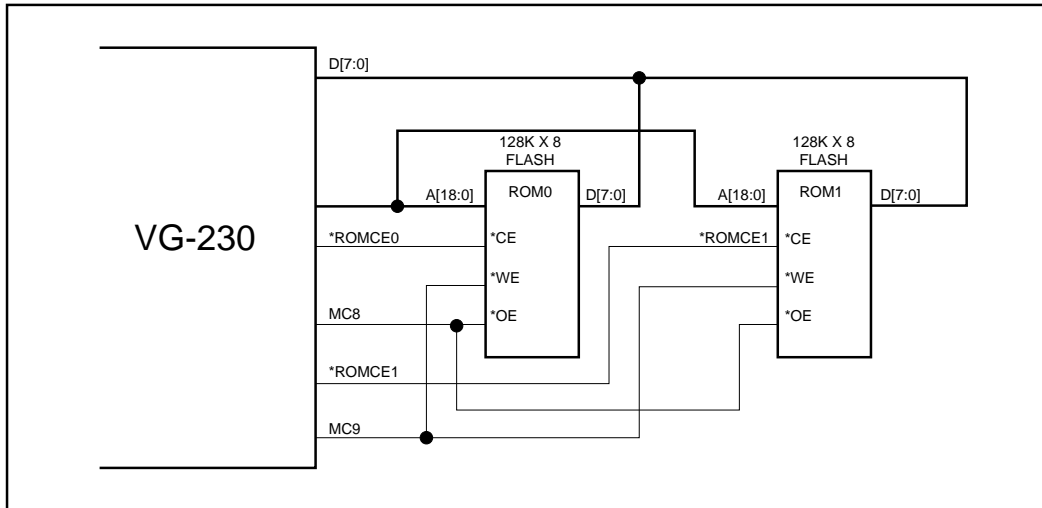 D[7:0]
128K X 8
FLASH
128K X 8
FLASH
A[18:0]
ROM0
D[7:0]
A[18:0]
ROM1
D[7:0]
VG-230
*ROMCE0
*CE
*ROMCE1
*CE
*WE
*WE
MC8
*OE
*OE
*ROMCE1
MC9